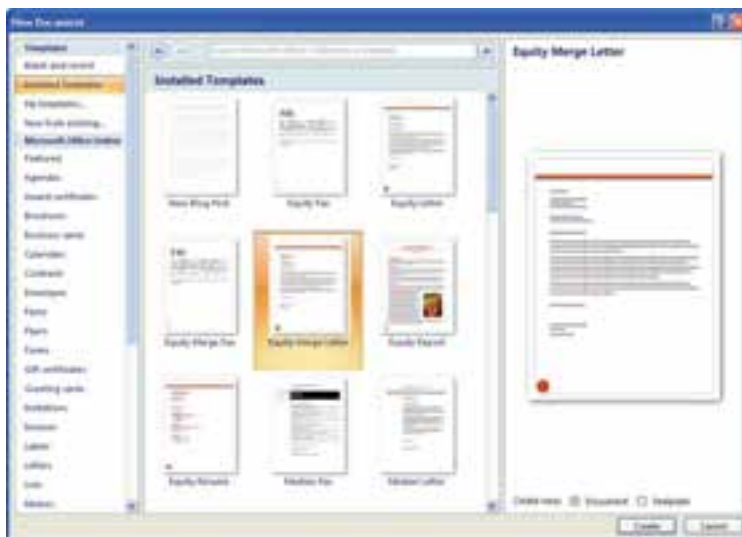 New Document
Templates
Blank and recent
Installed Templates
My templates...
New from existing...
Microsoft Office Online
Featured
Agendas
Award certificates
Brochures
Business cards
Calendars
Contracts
Envelopes
Faxes
Flyers
Forms
Gift certificates
Greeting cards
Invitations
Invoices
Labels
Letters
Lists
Memos
Installed Templates
New Blog Post
Equity Fax
Equity Letter
Equity Merge Fax
Equity Merge Letter
Equity Report
Equity Resume
Median Fax
Median Letter
Equity Merge Letter
Create new: Document Template
Create Cancel